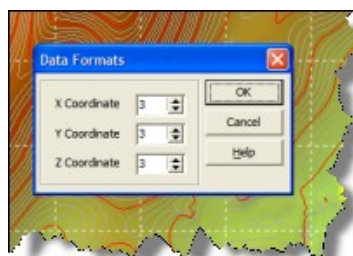 Data Formats
X Coordinate 3 OK
Y Coordinate 3 Cancel
Z Coordinate 3 Help